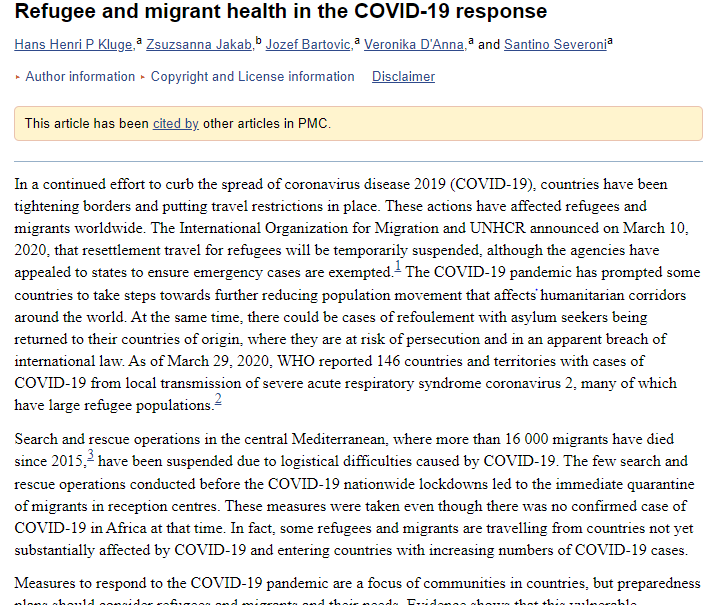 Refugee and migrant health in the COVID-19 response
Hans Henri P Kluge,a Zsuzsanna Jakab,b Jozef Bartovic,a Veronika D'Anna,a and Santino Severonia
▸ Author information ▸ Copyright and License information Disclaimer
This article has been cited by other articles in PMC.
In a continued effort to curb the spread of coronavirus disease 2019 (COVID-19), countries have been
tightening borders and putting travel restrictions in place. These actions have affected refugees and
migrants worldwide. The International Organization for Migration and UNHCR announced on March 10,
2020, that resettlement travel for refugees will be temporarily suspended, although the agencies have
appealed to states to ensure emergency cases are exempted.1 The COVID-19 pandemic has prompted some
countries to take steps towards further reducing population movement that affects humanitarian corridors
around the world. At the same time, there could be cases of refoulement with asylum seekers being
returned to their countries of origin, where they are at risk of persecution and in an apparent breach of
international law. As of March 29, 2020, WHO reported 146 countries and territories with cases of
COVID-19 from local transmission of severe acute respiratory syndrome coronavirus 2, many of which
have large refugee populations.2
Search and rescue operations in the central Mediterranean, where more than 16 000 migrants have died
since 2015,3 have been suspended due to logistical difficulties caused by COVID-19. The few search and
rescue operations conducted before the COVID-19 nationwide lockdowns led to the immediate quarantine
of migrants in reception centres. These measures were taken even though there was no confirmed case of
COVID-19 in Africa at that time. In fact, some refugees and migrants are travelling from countries not yet
substantially affected by COVID-19 and entering countries with increasing numbers of COVID-19 cases.
Measures to respond to the COVID-19 pandemic are a focus of communities in countries, but preparedness
plans should consider refugees and migrants and their needs. Evidence shows that this vulnerable